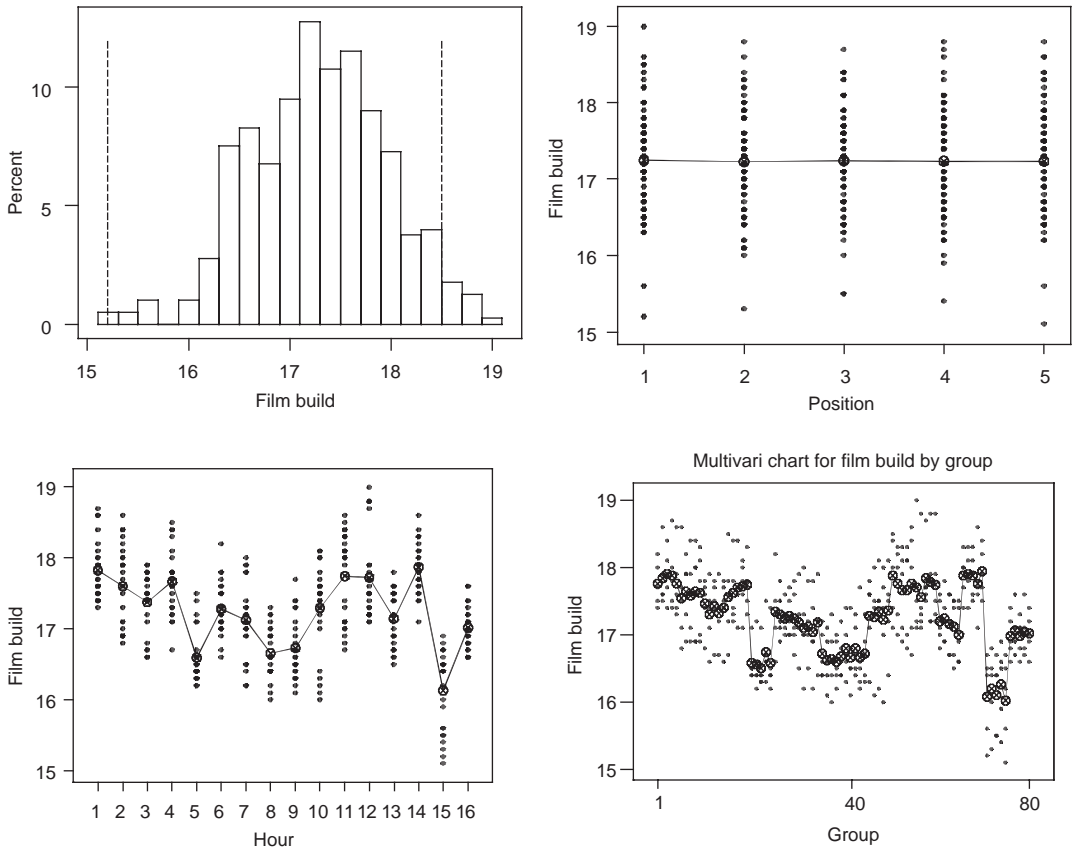 Percent
10
5
0
15 16 17 18 19
Film build
Film build
19
18
17
16
15
1 2 3 4 5
Position
Film build
19
18
17
16
15
1 2 3 4 5 6 7 8 9 10 11 12 13 14 15 16
Hour
Multivari chart for film build by group
Film build
19
18
17
16
15
1 40 80
Group